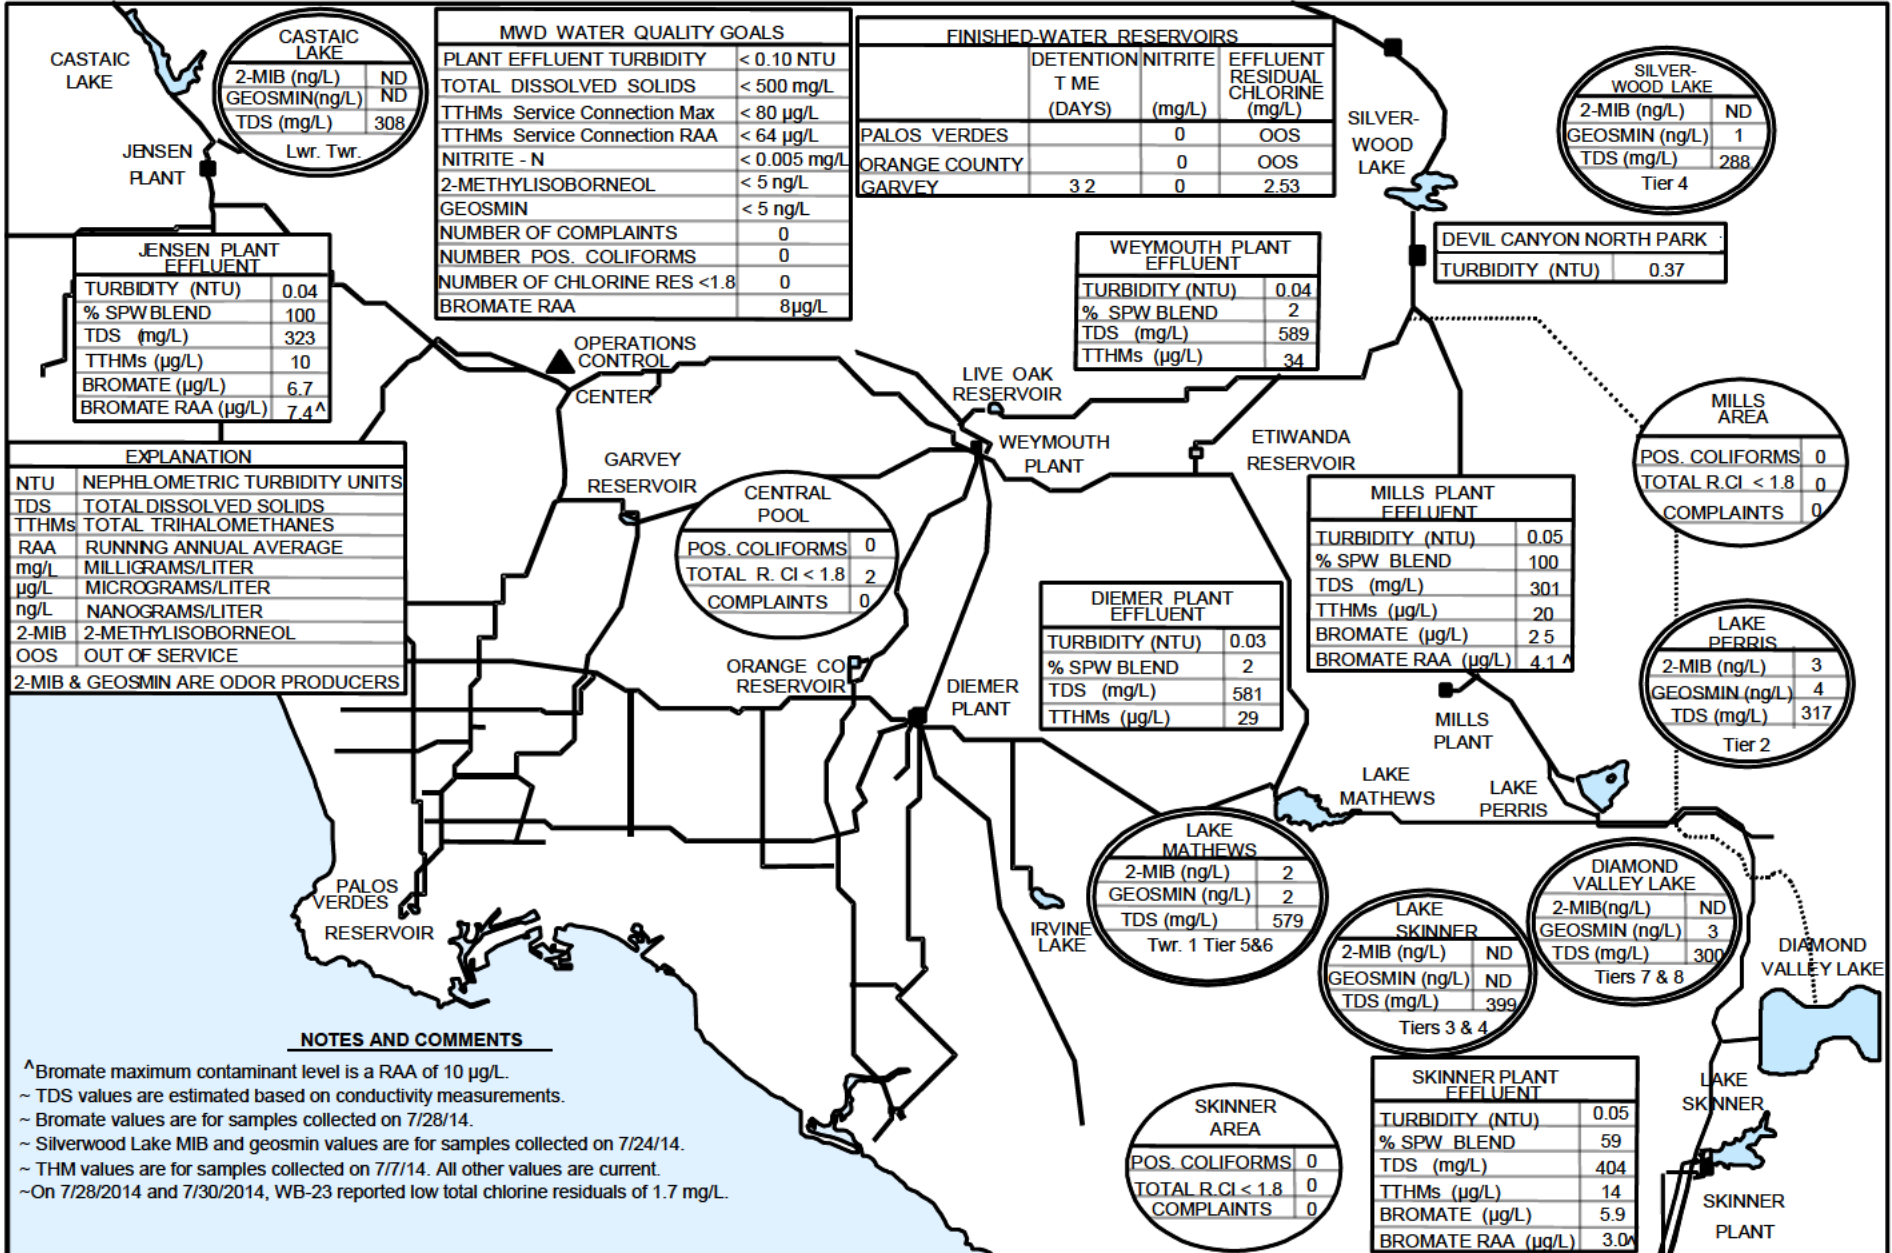 CASTAIC
LAKE
CASTAIC
LAKE
2-MIB (ng/L) ND
GEOSMIN(ng/L) ND
TDS (mg/L) 308
Lwr. Twr.
JENSEN
PLANT
MWD WATER QUALITY GOALS
PLANT EFFLUENT TURBIDITY < 0.10 NTU
TOTAL DISSOLVED SOLIDS < 500 mg/L
TTHMs Service Connection Max < 80 µg/L
TTHMs Service Connection RAA < 64 µg/L
NITRITE - N < 0.005 mg/L
2-METHYLISOBORNEOL < 5 ng/L
GEOSMIN < 5 ng/L
NUMBER OF COMPLAINTS 0
NUMBER POS. COLIFORMS 0
NUMBER OF CHLORINE RES <1.8 0
BROMATE RAA 8µg/L
FINISHED-WATER RESERVOIRS
DETENTION NITRITE EFFLUENT
T ME RESIDUAL
CHLORINE
(DAYS) (mg/L) (mg/L)
PALOS VERDES 0 OOS
ORANGE COUNTY 0 OOS
GARVEY 3 2 0 2.53
SILVER-
WOOD
LAKE
SILVER-
WOOD LAKE
2-MIB (ng/L) ND
GEOSMIN (ng/L) 1
TDS (mg/L) 288
Tier 4
DEVIL CANYON NORTH PARK
TURBIDITY (NTU) 0.37
JENSEN PLANT
EFFLUENT
TURBIDITY (NTU) 0.04
% SPW BLEND 100
TDS (mg/L) 323
TTHMs (µg/L) 10
BROMATE (µg/L) 6.7
BROMATE RAA (µg/L) 7.4^
WEYMOUTH PLANT
EFFLUENT
TURBIDITY (NTU) 0.04
% SPW BLEND 2
TDS (mg/L) 589
TTHMs (µg/L) 34
OPERATIONS
CONTROL
CENTER
LIVE OAK
RESERVOIR
WEYMOUTH
PLANT
ETIWANDA
RESERVOIR
MILLS
AREA
POS. COLIFORMS 0
TOTAL R.Cl < 1.8 0
COMPLAINTS 0
EXPLANATION
NTU NEPHELOMETRIC TURBIDITY UNITS
TDS TOTAL DISSOLVED SOLIDS
TTHMs TOTAL TRIHALOMETHANES
RAA RUNNING ANNUAL AVERAGE
mg/L MILLIGRAMS/LITER
µg/L MICROGRAMS/LITER
ng/L NANOGRAMS/LITER
2-MIB 2-METHYLISOBORNEOL
OOS OUT OF SERVICE
2-MIB & GEOSMIN ARE ODOR PRODUCERS
GARVEY
RESERVOIR
CENTRAL
POOL
POS. COLIFORMS 0
TOTAL R. Cl < 1.8 2
COMPLAINTS 0
MILLS PLANT
EFFLUENT
TURBIDITY (NTU) 0.05
% SPW BLEND 100
TDS (mg/L) 301
TTHMs (µg/L) 20
BROMATE (µg/L) 2 5
BROMATE RAA (µg/L) 4.1 ^
DIEMER PLANT
EFFLUENT
TURBIDITY (NTU) 0.03
% SPW BLEND 2
TDS (mg/L) 581
TTHMs (µg/L) 29
ORANGE CO
RESERVOIR
DIEMER
PLANT
LAKE
PERRIS
2-MIB (ng/L) 3
GEOSMIN (ng/L) 4
TDS (mg/L) 317
Tier 2
MILLS
PLANT
LAKE
MATHEWS
LAKE
PERRIS
LAKE
MATHEWS
2-MIB (ng/L) 2
GEOSMIN (ng/L) 2
TDS (mg/L) 579
Twr. 1 Tier 5&6
PALOS
VERDES
RESERVOIR
IRVINE
LAKE
LAKE
SKINNER
2-MIB (ng/L) ND
GEOSMIN (ng/L) ND
TDS (mg/L) 399
Tiers 3 & 4
DIAMOND
VALLEY LAKE
2-MIB(ng/L) ND
GEOSMIN (ng/L) 3
TDS (mg/L) 300
Tiers 7 & 8
DIAMOND
VALLEY LAKE
NOTES AND COMMENTS
^Bromate maximum contaminant level is a RAA of 10 µg/L.
~ TDS values are estimated based on conductivity measurements.
~ Bromate values are for samples collected on 7/28/14.
~ Silverwood Lake MIB and geosmin values are for samples collected on 7/24/14.
~ THM values are for samples collected on 7/7/14. All other values are current.
~On 7/28/2014 and 7/30/2014, WB-23 reported low total chlorine residuals of 1.7 mg/L.
SKINNER
AREA
POS. COLIFORMS 0
TOTAL R.Cl < 1.8 0
COMPLAINTS 0
SKINNER PLANT
EFFLUENT
TURBIDITY (NTU) 0.05
% SPW BLEND 59
TDS (mg/L) 404
TTHMs (µg/L) 14
BROMATE (µg/L) 5.9
BROMATE RAA (µg/L) 3.0^
LAKE
SKINNER
SKINNER
PLANT